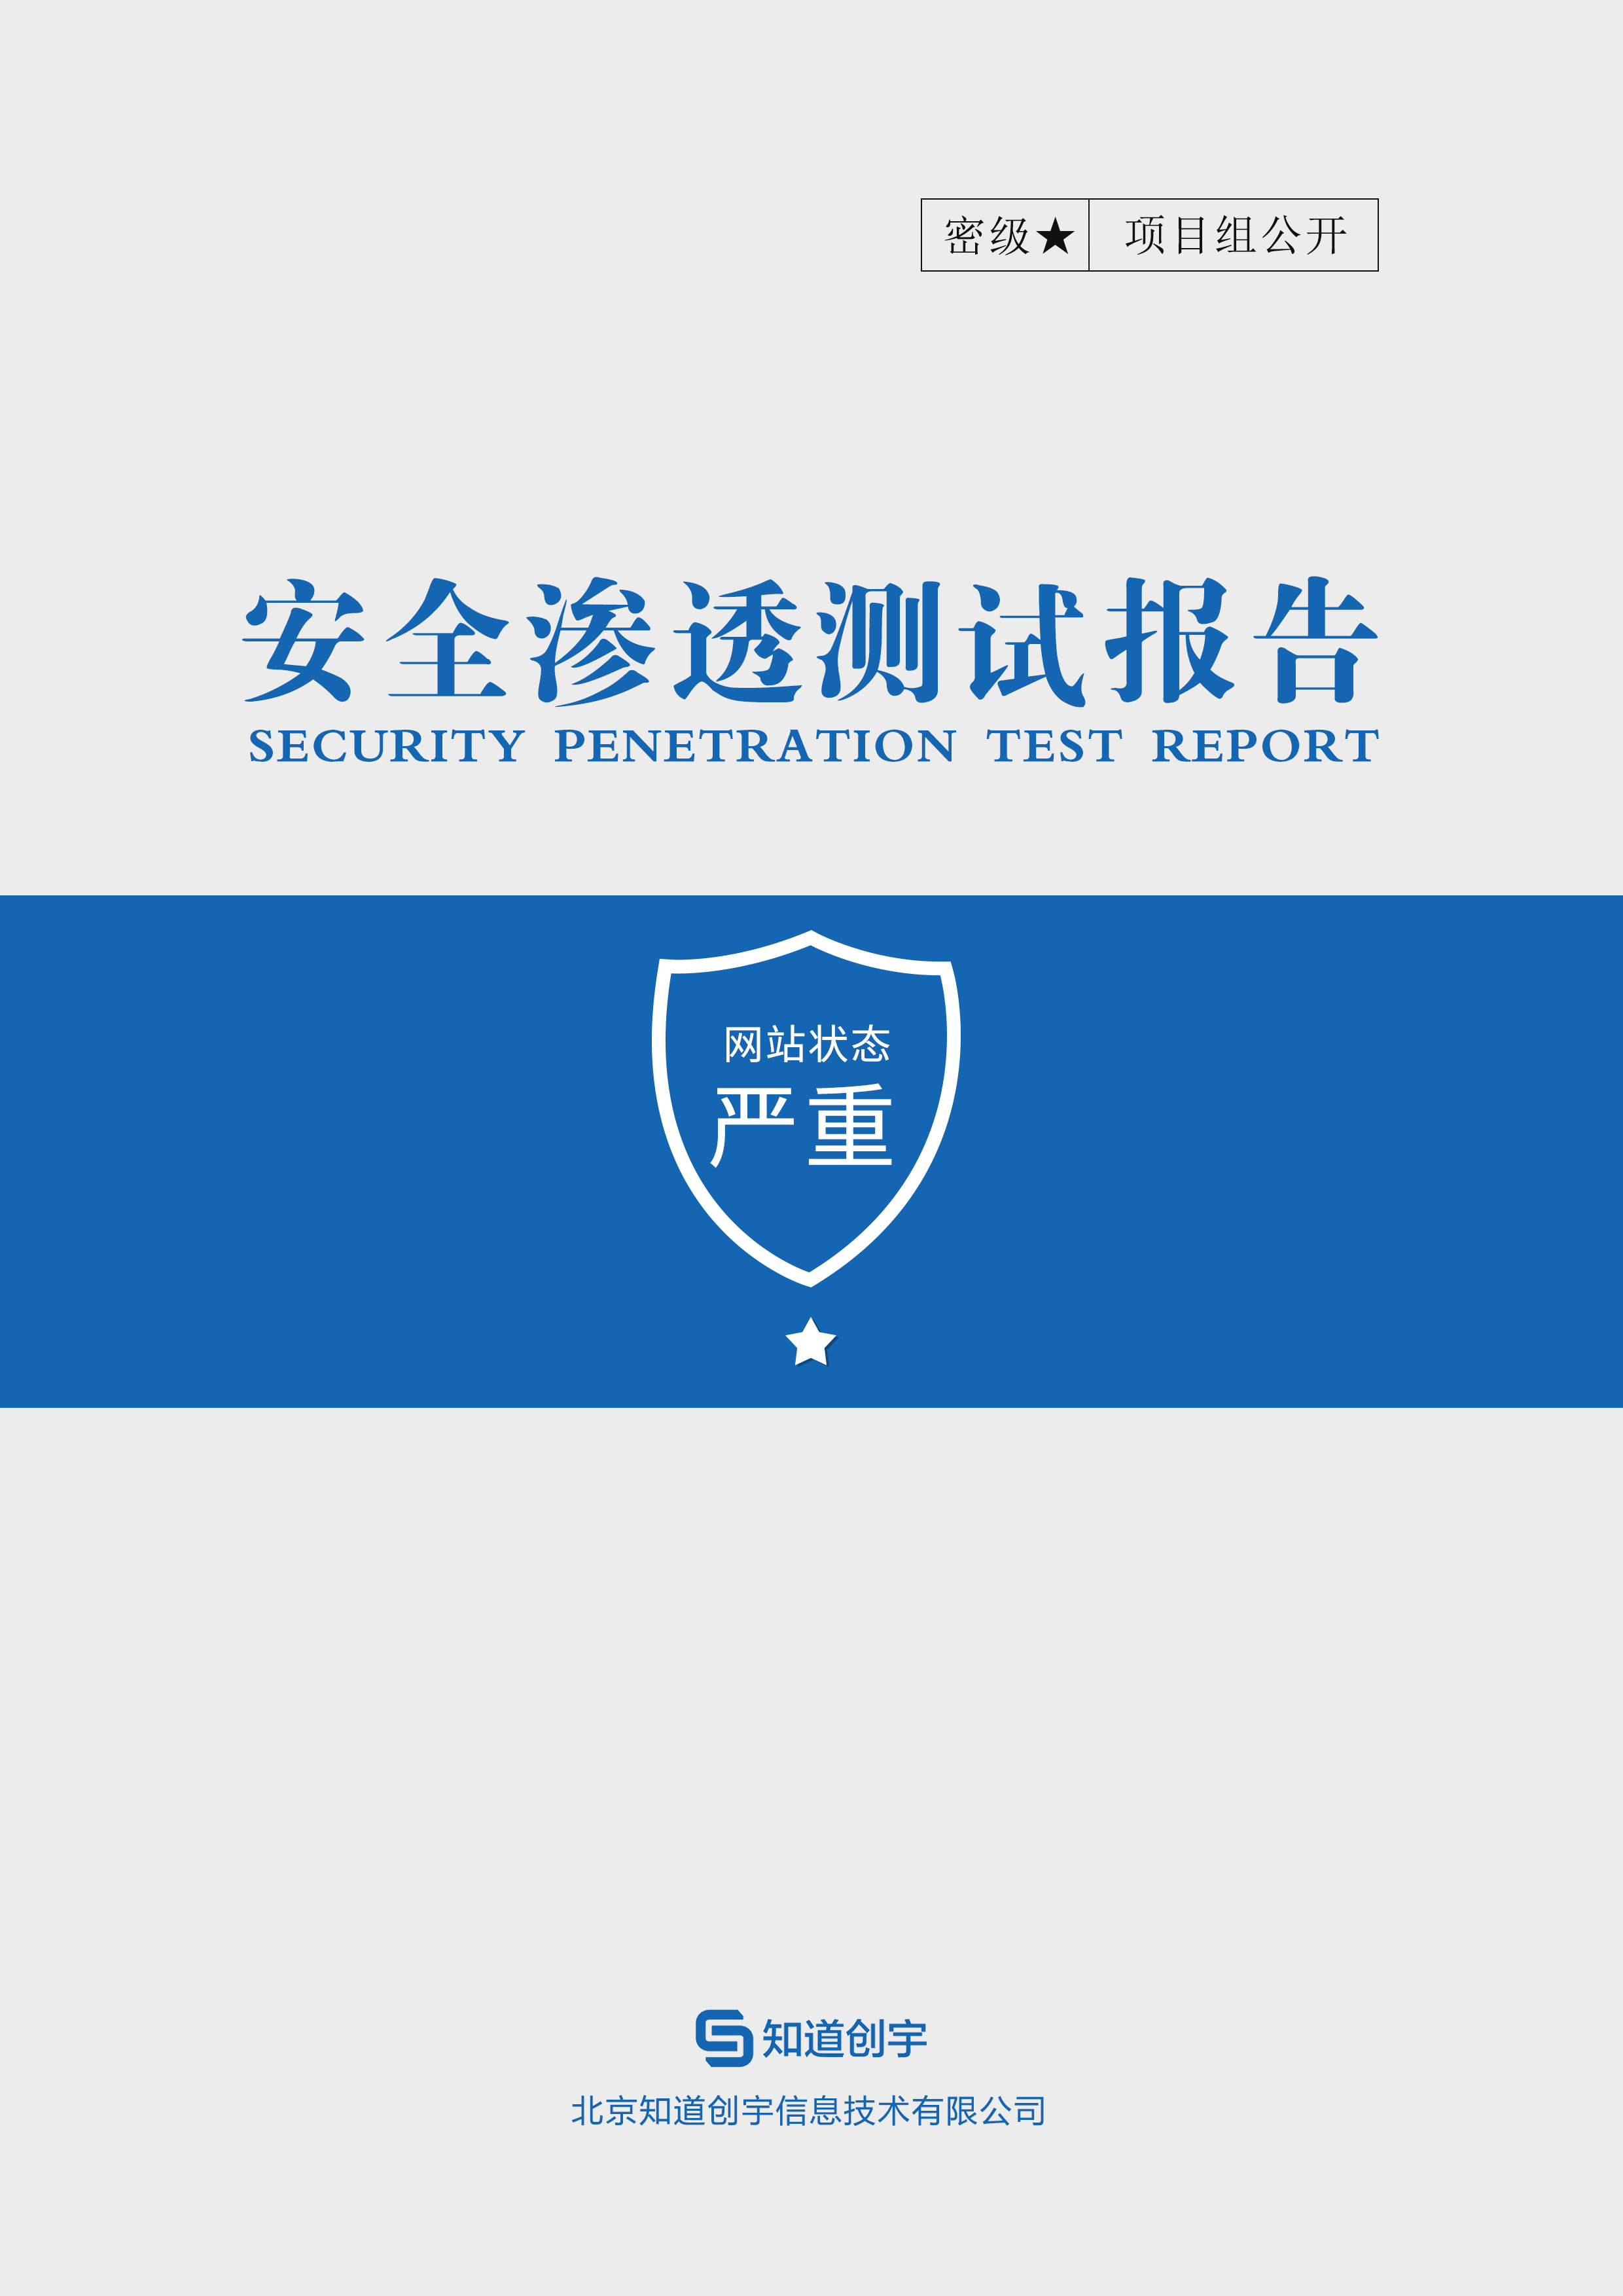 密级★ 项目组公开
安全渗透测试报告
SECURITY PENETRATION TEST REPORT
网站状态
严重
知道创宇
北京知道创宇信息技术有限公司